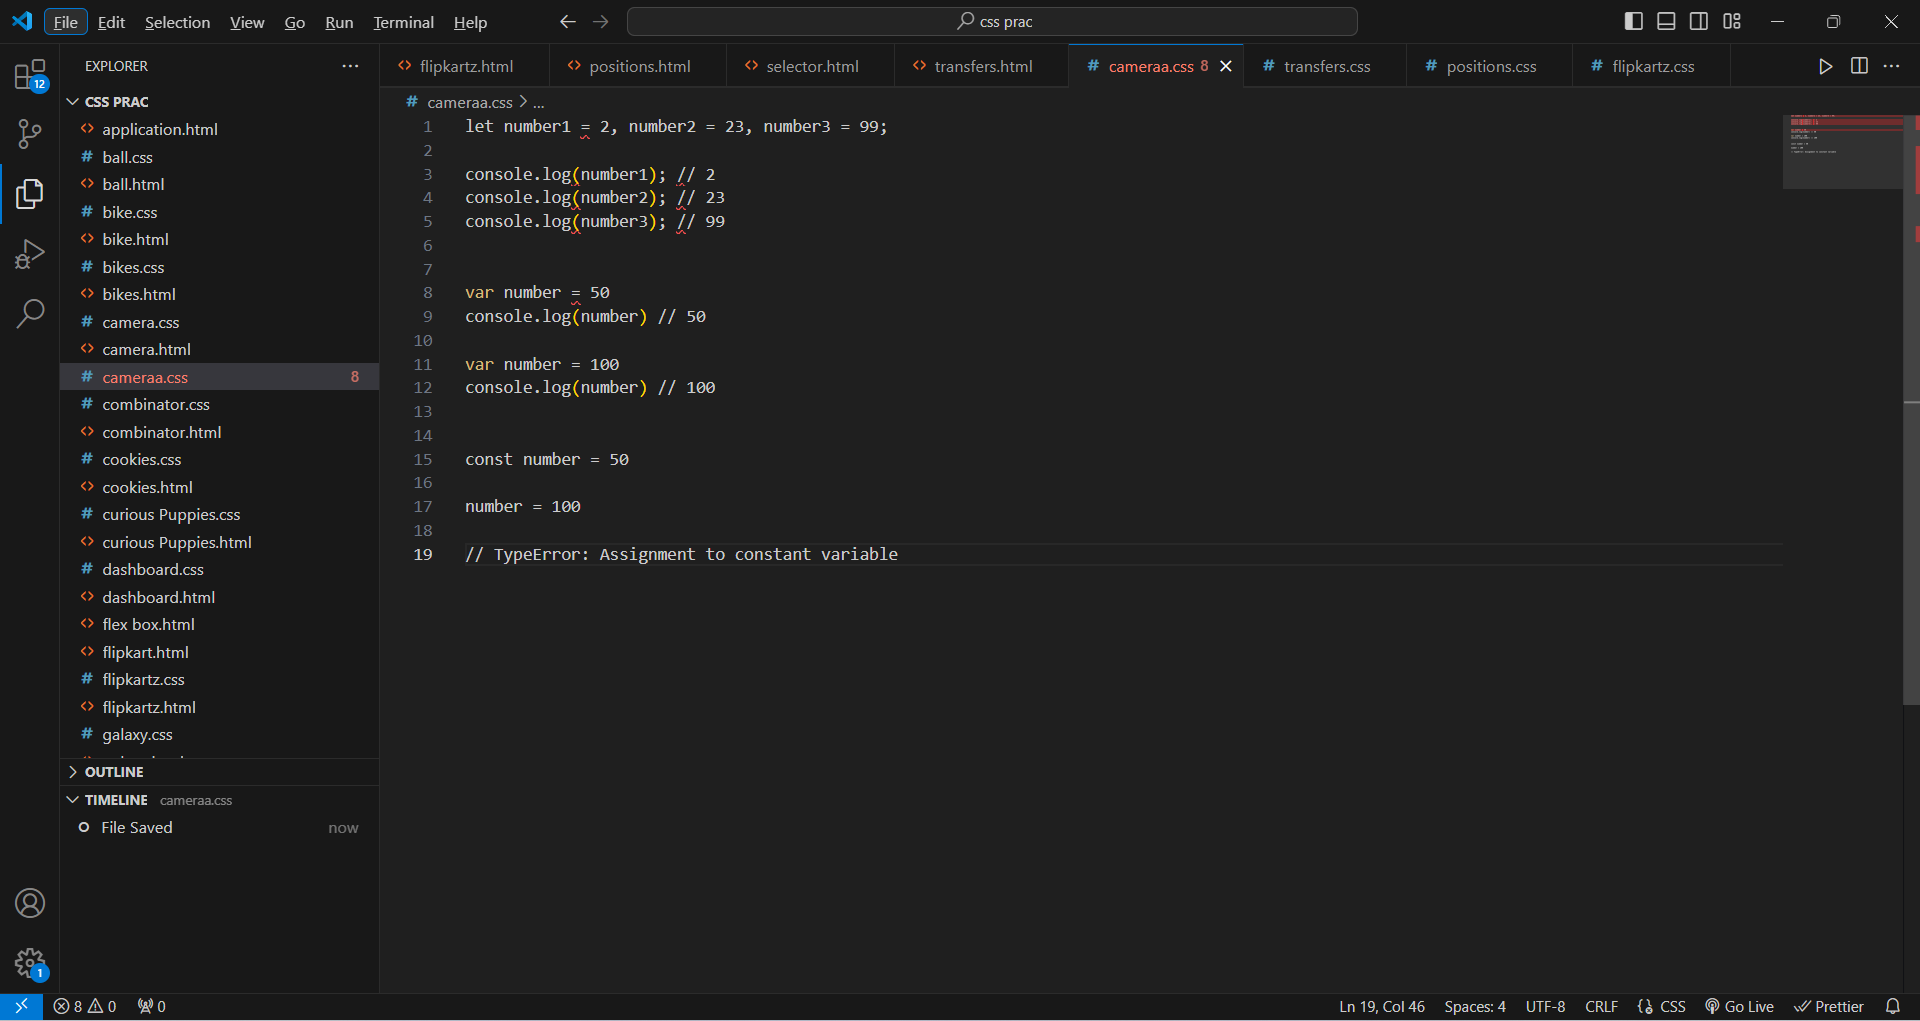 File Edit Selection View Go Run Terminal Help
css prac
EXPLORER
CSS PRAC
application.html
ball.css
ball.html
bike.css
bike.html
bikes.css
bikes.html
camera.css
camera.html
cameraa.css 8
combinator.css
combinator.html
cookies.css
cookies.html
curious Puppies.css
curious Puppies.html
dashboard.css
dashboard.html
flex box.html
flipkart.html
flipkartz.css
flipkartz.html
galaxy.css
OUTLINE
TIMELINE cameraa.css
File Saved now
12
1
flipkartz.html positions.html selector.html transfers.html cameraa.css 8 transfers.css positions.css flipkartz.css
# cameraa.css > ...
1 let number1 = 2, number2 = 23, number3 = 99;
2
3 console.log(number1); // 2
4 console.log(number2); // 23
5 console.log(number3); // 99
6
7
8 var number = 50
9 console.log(number) // 50
10
11 var number = 100
12 console.log(number) // 100
13
14
15 const number = 50
16
17 number = 100
18
19 // TypeError: Assignment to constant variable
8 0 0
Ln 19, Col 46 Spaces: 4 UTF-8 CRLF CSS Go Live Prettier